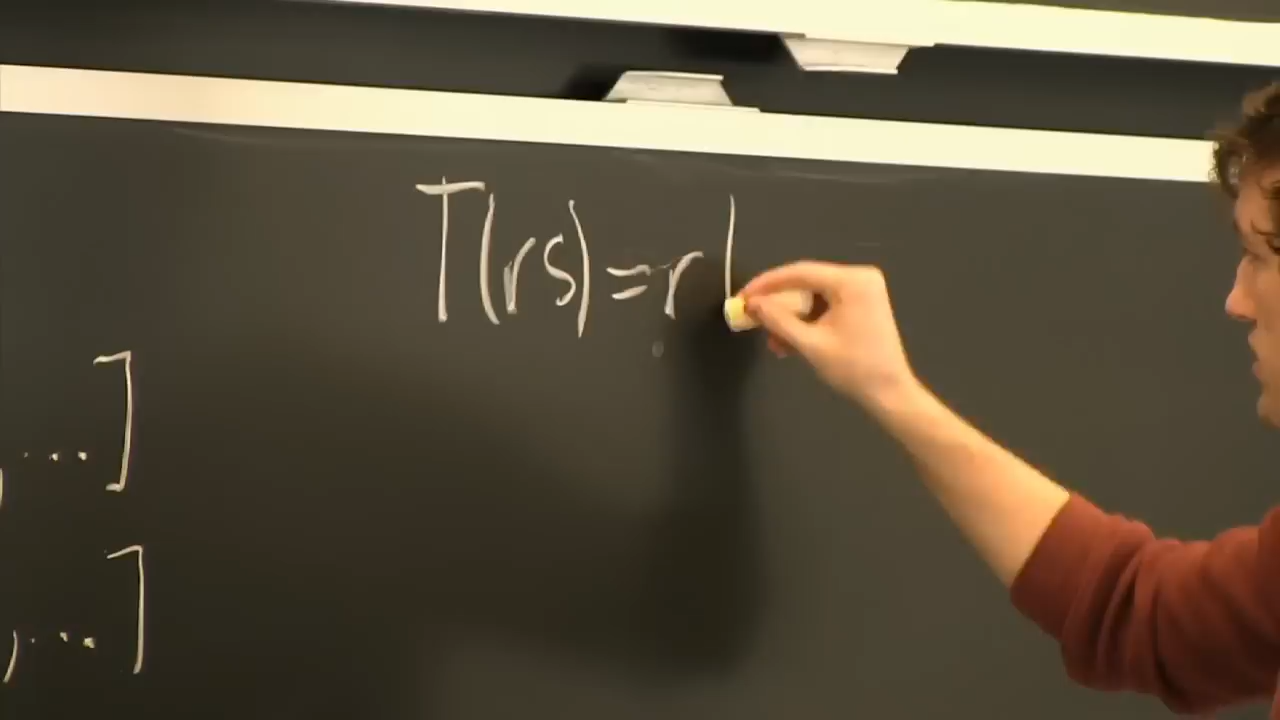 T(rs)=r|
, ...]
, ...]